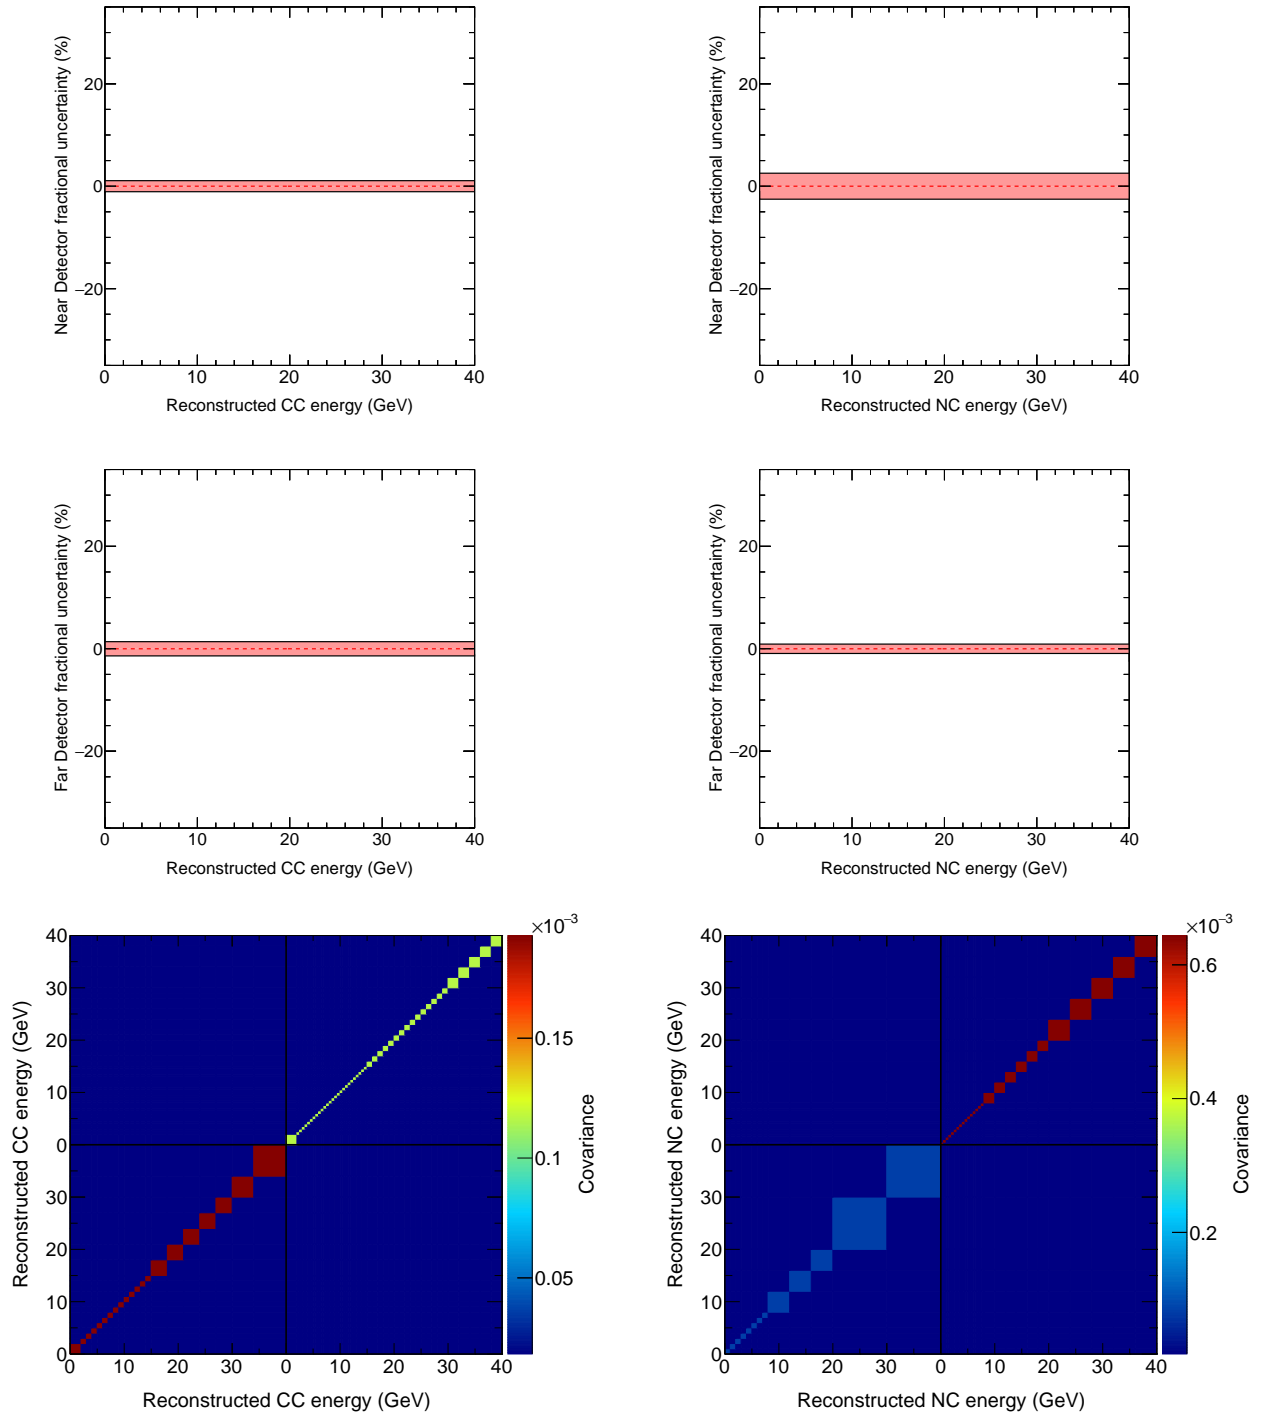 Near Detector fractional uncertainty (%)
20
0
−20
0 10 20 30 40
Reconstructed CC energy (GeV)
Near Detector fractional uncertainty (%)
20
0
−20
0 10 20 30 40
Reconstructed NC energy (GeV)
Far Detector fractional uncertainty (%)
20
0
−20
0 10 20 30 40
Reconstructed CC energy (GeV)
Far Detector fractional uncertainty (%)
20
0
−20
0 10 20 30 40
Reconstructed NC energy (GeV)
Reconstructed CC energy (GeV)
40
30
20
10
0
30
20
10
0
0 10 20 30 0 10 20 30 40
Reconstructed CC energy (GeV)
×10⁻³
0.15
0.1
0.05
Covariance
Reconstructed NC energy (GeV)
40
30
20
10
0
30
20
10
0
0 10 20 30 0 10 20 30 40
Reconstructed NC energy (GeV)
×10⁻³
0.6
0.4
0.2
Covariance